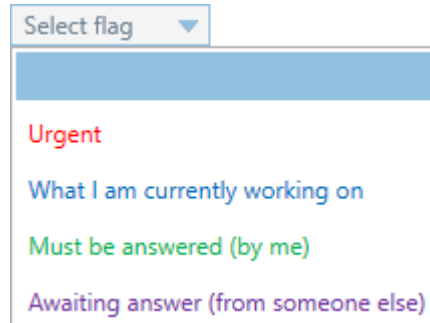 Select flag
Urgent
What I am currently working on
Must be answered (by me)
Awaiting answer (from someone else)